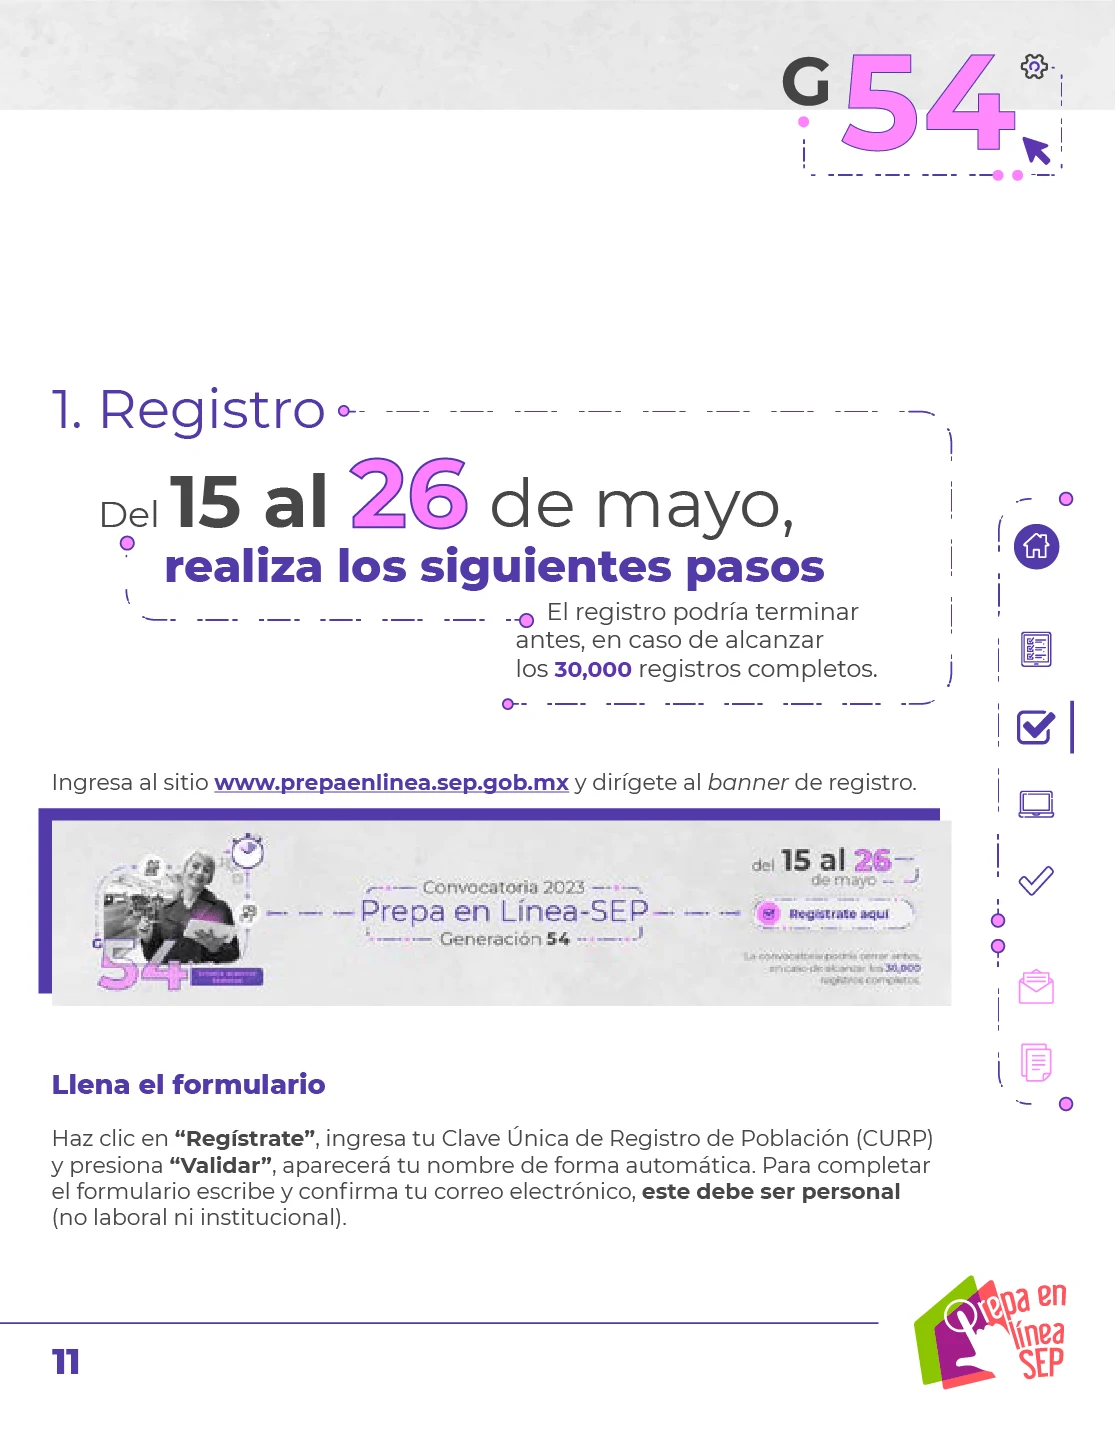 G 54
1. Registro
Del 15 al 26 de mayo,
realiza los siguientes pasos
El registro podría terminar
antes, en caso de alcanzar
los 30,000 registros completos.
Ingresa al sitio www.prepaenlinea.sep.gob.mx y dirígete al banner de registro.
Convocatoria 2023
Prepa en Línea-SEP
Generación 54
G
54
del 15 al 26
de mayo
Regístrate aquí
La convocatoria podría cerrar antes,
en caso de alcanzar los 30,000
registros completos.
Llena el formulario
Haz clic en “Regístrate”, ingresa tu Clave Única de Registro de Población (CURP)
y presiona “Validar”, aparecerá tu nombre de forma automática. Para completar
el formulario escribe y confirma tu correo electrónico, este debe ser personal
(no laboral ni institucional).
Prepa en
línea
SEP
11